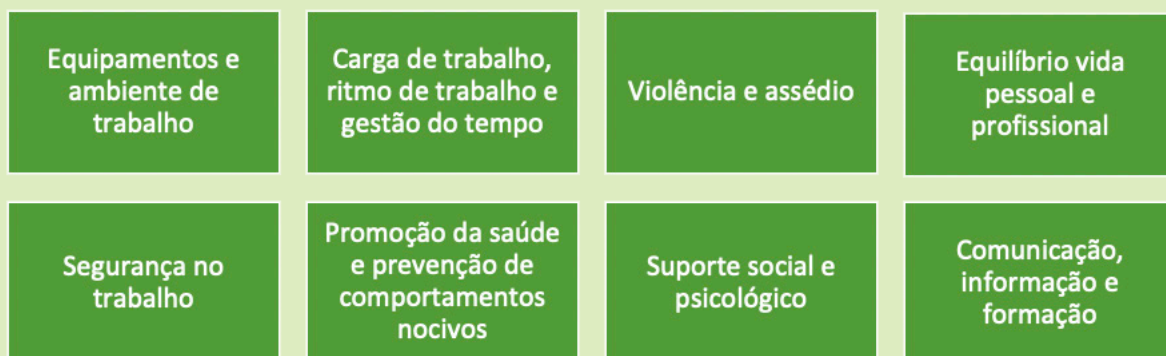 Equipamentos e
ambiente de
trabalho
Carga de trabalho,
ritmo de trabalho e
gestão do tempo
Violência e assédio
Equilíbrio vida
pessoal e
profissional
Segurança no
trabalho
Promoção da saúde
e prevenção de
comportamentos
nocivos
Suporte social e
psicológico
Comunicação,
informação e
formação